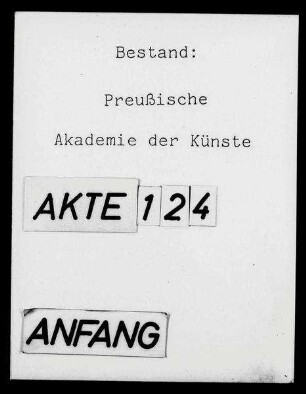 Bestand:
Preußische
Akademie der Künste
AKTE 124
ANFANG